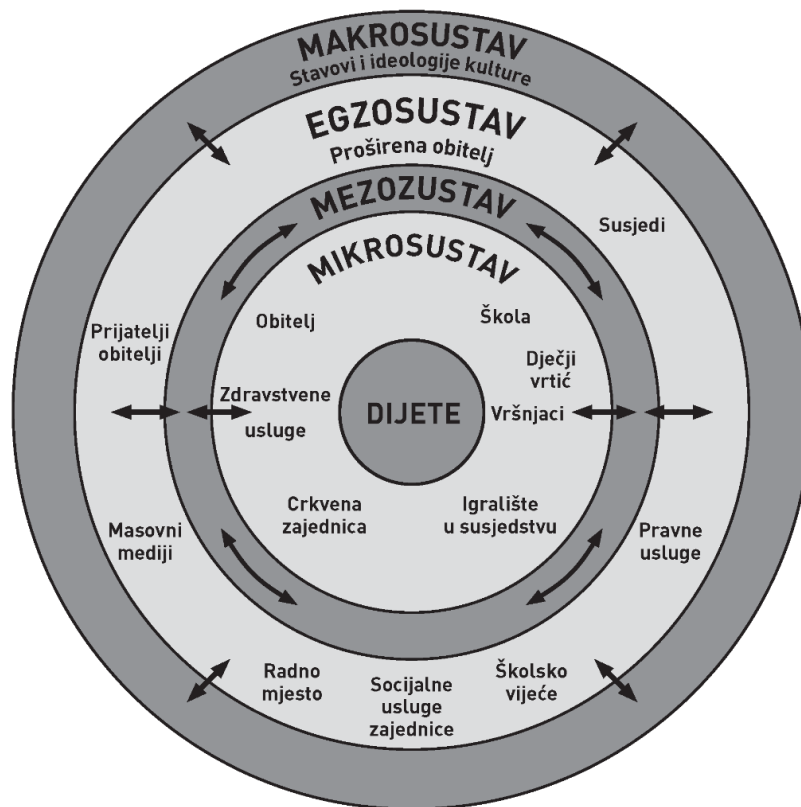 MAKROSUSTAV
Stavovi i ideologije kulture
EGZOSUSTAV
Proširena obitelj
MEZOZUSTAV
Susjedi
MIKROSUSTAV
Obitelj
Škola
Prijatelji
obitelji
Dječji
vrtić
Zdravstvene
usluge
DIJETE
Vršnjaci
Crkvena
zajednica
Igralište
u susjedstvu
Masovni
mediji
Pravne
usluge
Radno
mjesto
Socijalne
usluge
zajednice
Školsko
vijeće